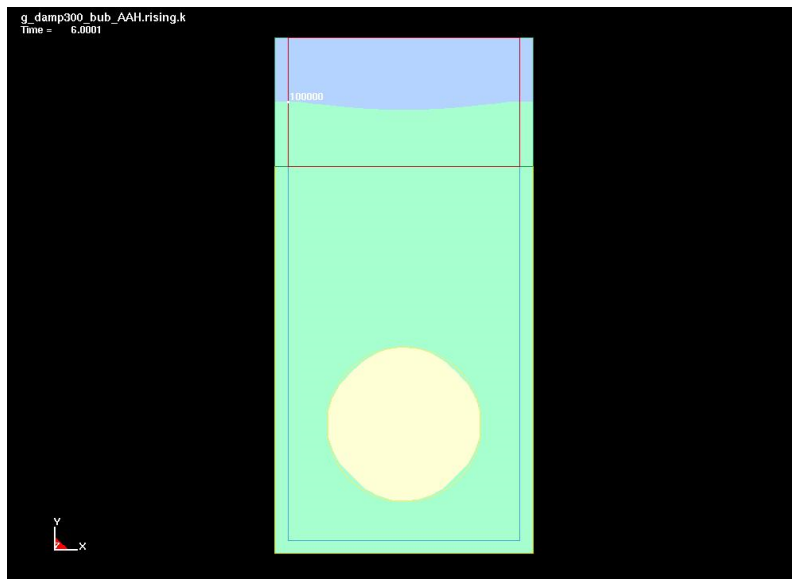 g_damp300_bub_AAH.rising.k
Time = 6.0001
100000
Y
Z X